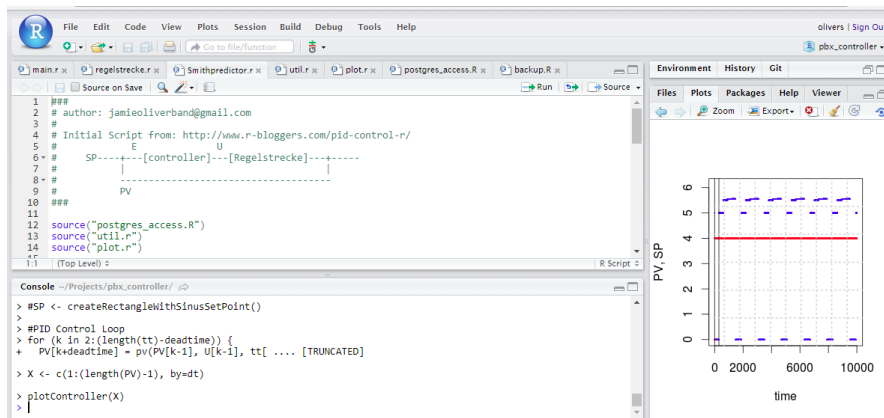 File Edit Code View Plots Session Build Debug Tools Help
olivers | Sign Ou
R
Go to file/function
pbx_controller
main.r x regelstrecke.r x Smithpredictor.r x util.r x plot.r x postgres_access.R x backup.R x
Source on Save Run Source
1 ###
2 # author: jamieoliverband@gmail.com
3 #
4 # Initial Script from: http://www.r-bloggers.com/pid-control-r/
5 # E U
6 # SP----+---[controller]---[Regelstrecke]---+-----
7 # | |
8 # ------------------------------------
9 # PV
10 ###
11
12 source("postgres_access.R")
13 source("util.r")
14 source("plot.r")
1:1 (Top Level) R Script
Console ~/Projects/pbx_controller/
> #SP <- createRectangleWithSinusSetPoint()
>
> #PID Control Loop
> for (k in 2:(length(tt)-deadtime)) {
+ PV[k+deadtime] = pv(PV[k-1], U[k-1], tt[ .... [TRUNCATED]
> X <- c(1:(length(PV)-1), by=dt)
> plotController(X)
>
Environment History Git
Files Plots Packages Help Viewer
Zoom Export
PV, SP
6
5
4
3
2
1
0
0 2000 6000 10000
time